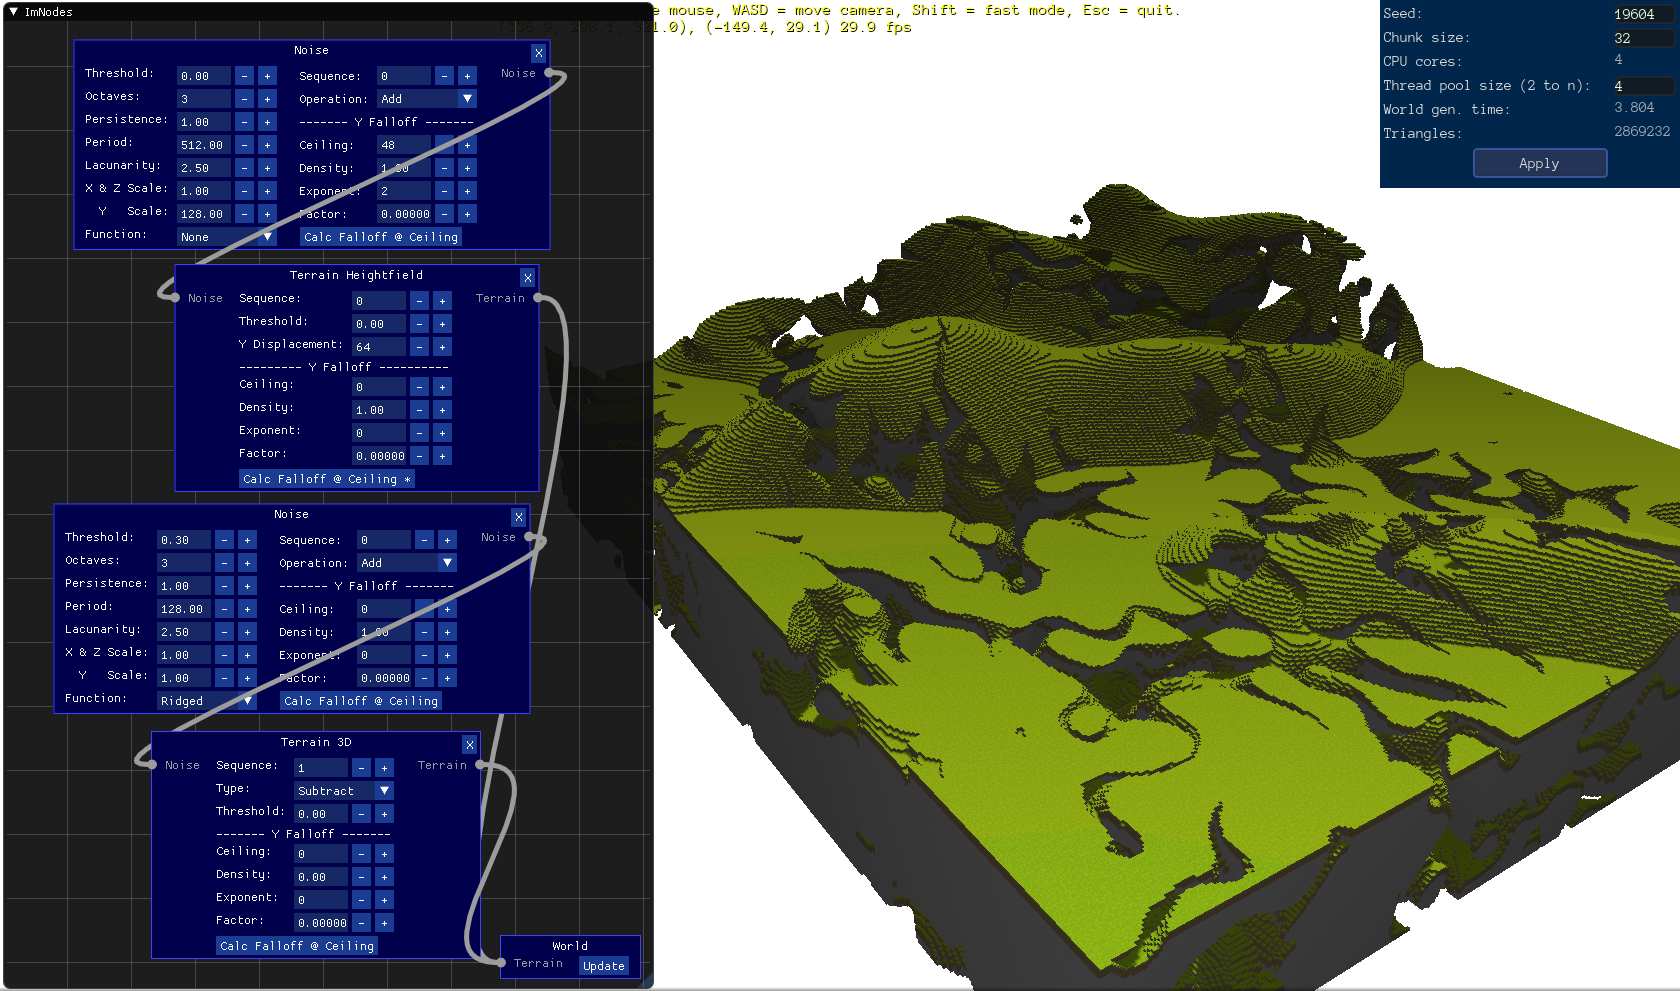 ImNodes
e mouse, WASD = move camera, Shift = fast mode, Esc = quit.
1.0), (-149.4, 29.1) 29.9 fps
Seed: 19604
Chunk size: 32
CPU cores: 4
Thread pool size (2 to n): 4
World gen. time: 3.804
Triangles: 2869232
Apply
Noise X
Threshold: 0.00 - + Sequence: 0 - + Noise
Octaves: 3 - + Operation: Add
Persistence: 1.00 - + ------- Y Falloff -------
Period: 512.00 - + Ceiling: 48 - +
Lacunarity: 2.50 - + Density: 1.00 - +
X & Z Scale: 1.00 - + Exponent: 2 - +
Y Scale: 128.00 - + Factor: 0.00000 - +
Function: None Calc Falloff @ Ceiling
Terrain Heightfield X
Noise Sequence: 0 - + Terrain
Threshold: 0.00 - +
Y Displacement: 64 - +
--------- Y Falloff ----------
Ceiling: 0 - +
Density: 1.00 - +
Exponent: 0 - +
Factor: 0.00000 - +
Calc Falloff @ Ceiling *
Noise X
Threshold: 0.30 - + Sequence: 0 - + Noise
Octaves: 3 - + Operation: Add
Persistence: 1.00 - + ------- Y Falloff -------
Period: 128.00 - + Ceiling: 0 - +
Lacunarity: 2.50 - + Density: 1.00 - +
X & Z Scale: 1.00 - + Exponent: 0 - +
Y Scale: 1.00 - + Factor: 0.00000 - +
Function: Ridged Calc Falloff @ Ceiling
Terrain 3D X
Noise Sequence: 1 - + Terrain
Type: Subtract
Threshold: 0.00 - +
------- Y Falloff -------
Ceiling: 0 - +
Density: 0.00 - +
Exponent: 0 - +
Factor: 0.00000 - +
Calc Falloff @ Ceiling
World
Terrain Update